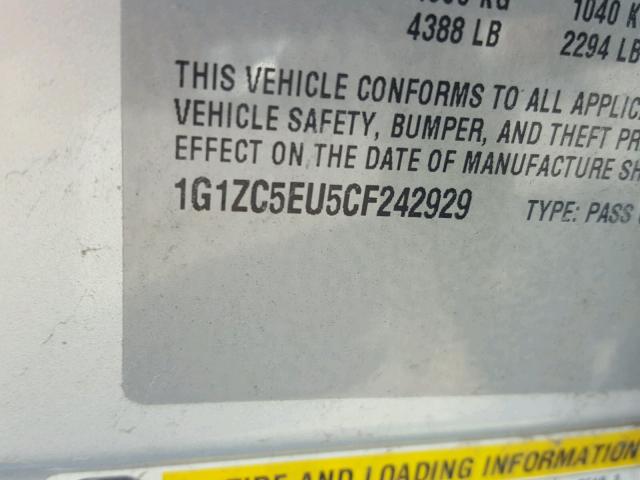 4388 LB
1040 K
2294 LB
THIS VEHICLE CONFORMS TO ALL APPLIC
VEHICLE SAFETY, BUMPER, AND THEFT PR
EFFECT ON THE DATE OF MANUFACTURE SH
1G1ZC5EU5CF242929 TYPE: PASS
TIRE AND LOADING INFORMATION